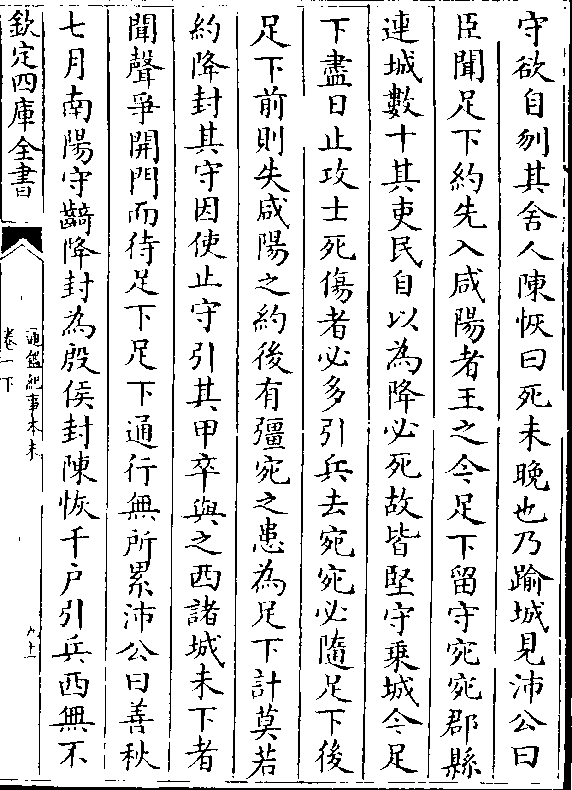 守欲自刎其舍人陳恢曰死未晚也乃踰城見沛公曰
臣聞足下約先入咸陽者王之今足下留守宛宛郡縣
連城數十其吏民自以為降必死故皆堅守乗城今足
下盡日止攻士死傷者必多引兵去宛宛必隨足下後
足下前則失咸陽之約後有彊宛之患為足下計莫若
約降封其守因使止守引其甲卒與之西諸城未下者
聞聲爭開門而待足下足下通行無所累沛公曰善秋
七月南陽守齮降封為殷侯封陳恢千户引兵西無不
欽定四庫全書
通鑑紀事本末
卷一下